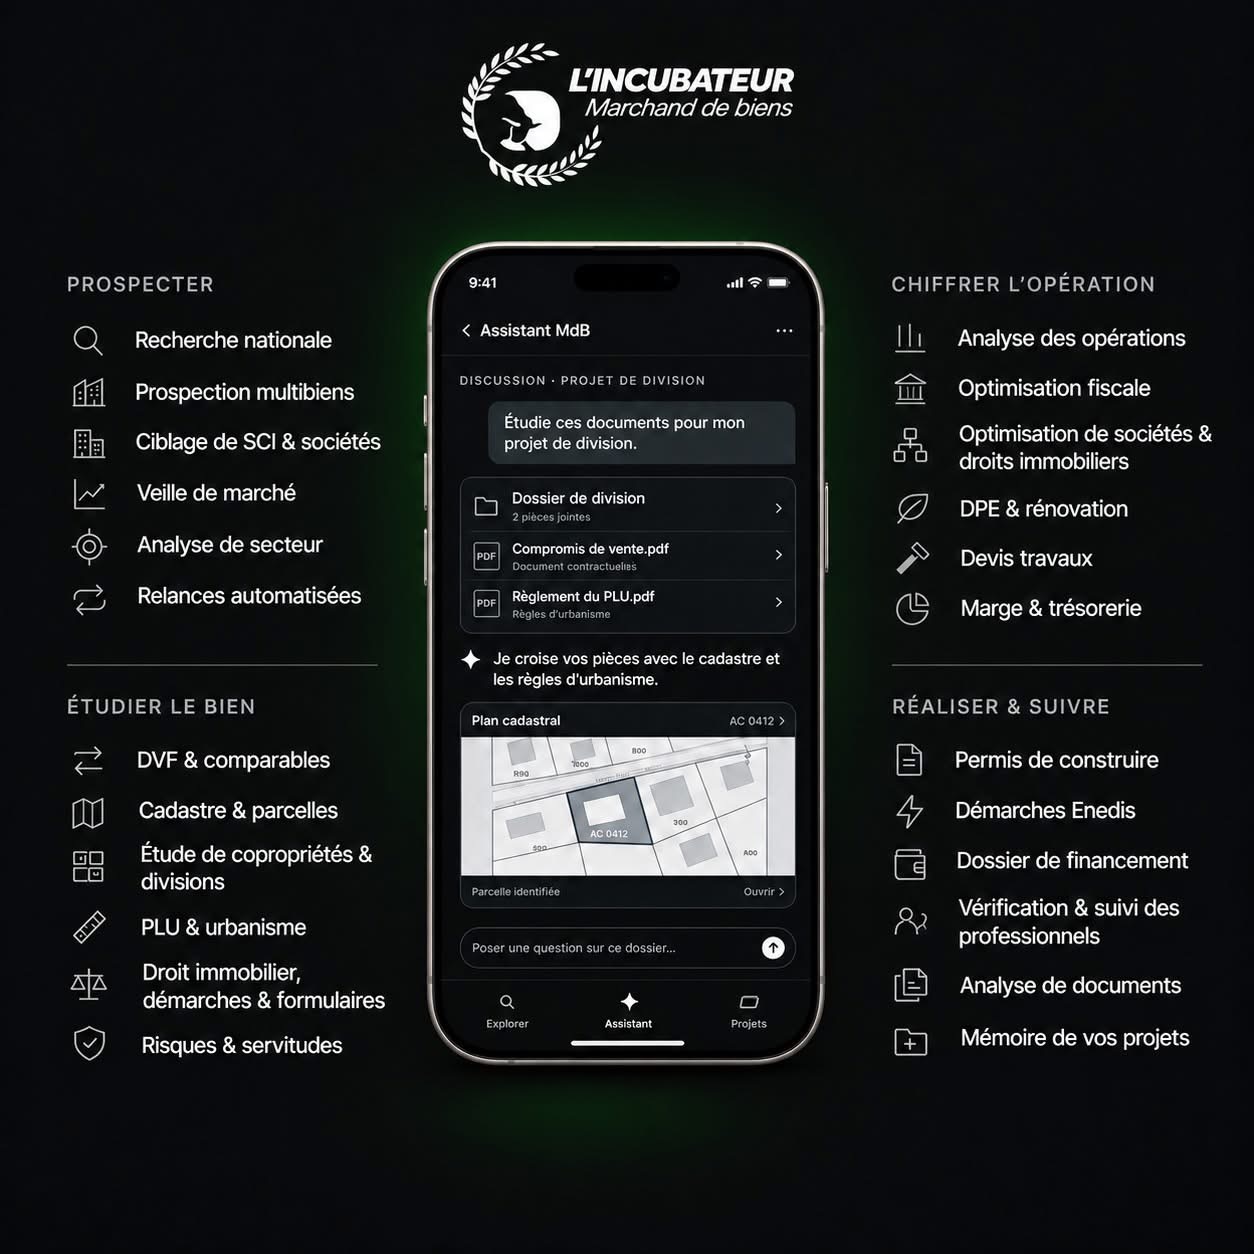 L'INCUBATEUR
Marchand de biens
PROSPECTER
Recherche nationale
Prospection multibiens
Ciblage de SCI & sociétés
Veille de marché
Analyse de secteur
Relances automatisées
ÉTUDIER LE BIEN
DVF & comparables
Cadastre & parcelles
Étude de copropriétés &
divisions
PLU & urbanisme
Droit immobilier,
démarches & formulaires
Risques & servitudes
9:41
Assistant MdB
DISCUSSION · PROJET DE DIVISION
Étudie ces documents pour mon
projet de division.
Dossier de division
2 pièces jointes
PDF
Compromis de vente.pdf
Document contractuelles
PDF
Règlement du PLU.pdf
Règles d'urbanisme
Je croise vos pièces avec le cadastre et
les règles d'urbanisme.
Plan cadastral
AC 0412
R90
1000
B00
AC 0412
300
500
A00
Parcelle identifiée
Ouvrir
Poser une question sur ce dossier...
Explorer
Assistant
Projets
CHIFFRER L'OPÉRATION
Analyse des opérations
Optimisation fiscale
Optimisation de sociétés &
droits immobiliers
DPE & rénovation
Devis travaux
Marge & trésorerie
RÉALISER & SUIVRE
Permis de construire
Démarches Enedis
Dossier de financement
Vérification & suivi des
professionnels
Analyse de documents
Mémoire de vos projets